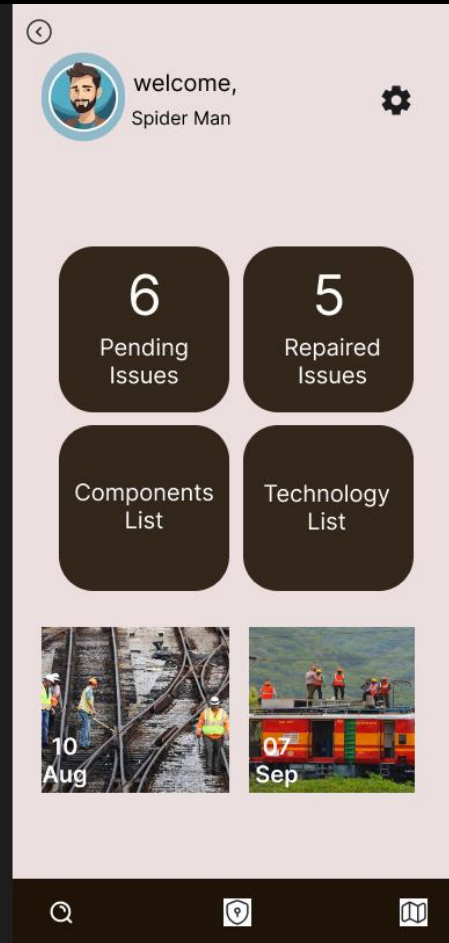 welcome,
Spider Man
6
Pending
Issues
5
Repaired
Issues
Components
List
Technology
List
10
Aug
07
Sep